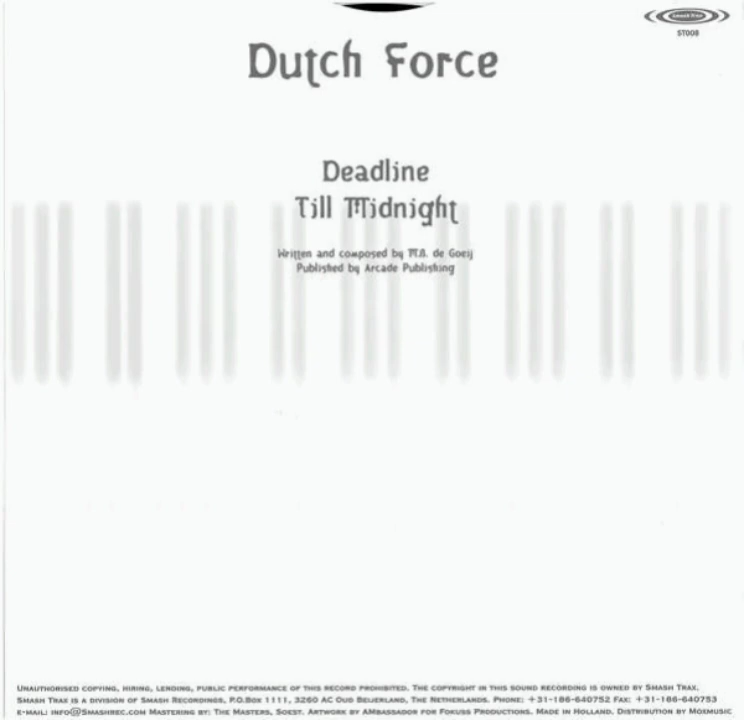 Smash Trax
ST008
Dutch Force
Deadline
Till Midnight
Written and composed by M.B. de Goeij
Published by Arcade Publishing
Unauthorised copying, hiring, lending, public performance of this record prohibited. The copyright in this sound recording is owned by Smash Trax.
Smash Trax is a division of Smash Recordings, P.O.Box 1111, 3260 AC Oud Beijerland, The Netherlands. Phone: +31-186-640752 Fax: +31-186-640753
e-mail: info@Smashrec.com Mastering by: The Masters, Soest. Artwork by AMbassador for Fokuss Productions. Made in Holland. Distribution by Mosmusic